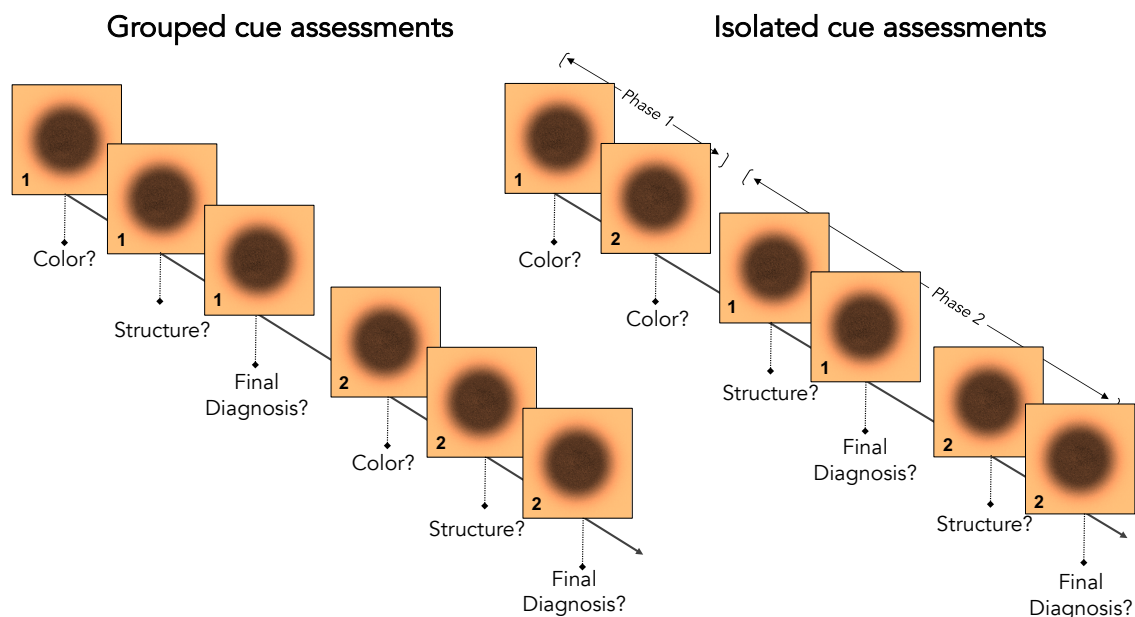 Grouped cue assessments
1
Color?
1
Structure?
1
Final
Diagnosis?
2
Color?
2
Structure?
2
Final
Diagnosis?
Isolated cue assessments
Phase 1
1
Color?
2
Color?
Phase 2
1
Structure?
1
Final
Diagnosis?
2
Structure?
2
Final
Diagnosis?